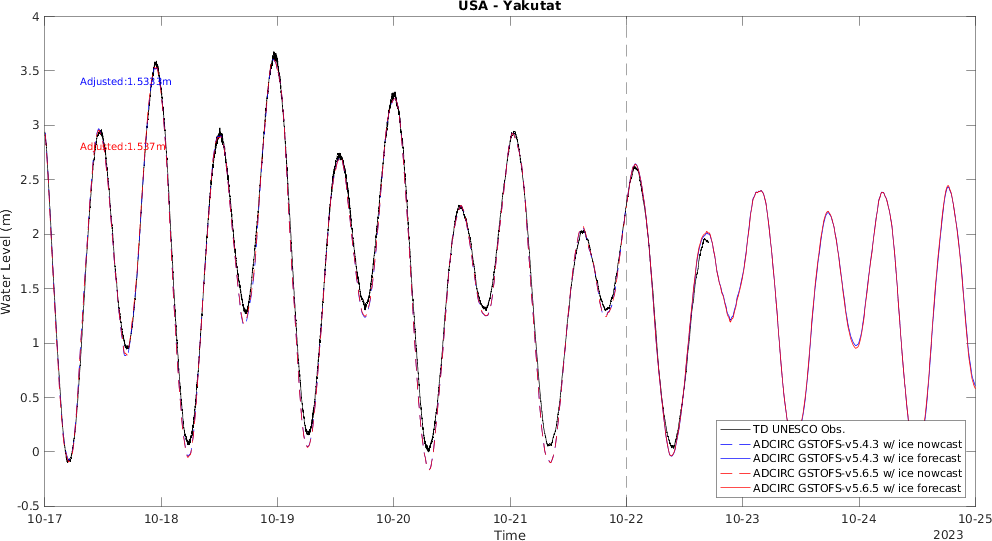 USA - Yakutat
4
3.5
3
2.5
2
1.5
1
0.5
0
-0.5
Water Level (m)
Adjusted:1.5333m
Adjusted:1.537m
TD UNESCO Obs.
ADCIRC GSTOFS-v5.4.3 w/ ice nowcast
ADCIRC GSTOFS-v5.4.3 w/ ice forecast
ADCIRC GSTOFS-v5.6.5 w/ ice nowcast
ADCIRC GSTOFS-v5.6.5 w/ ice forecast
10-17 10-18 10-19 10-20 10-21 10-22 10-23 10-24 10-25
Time
2023